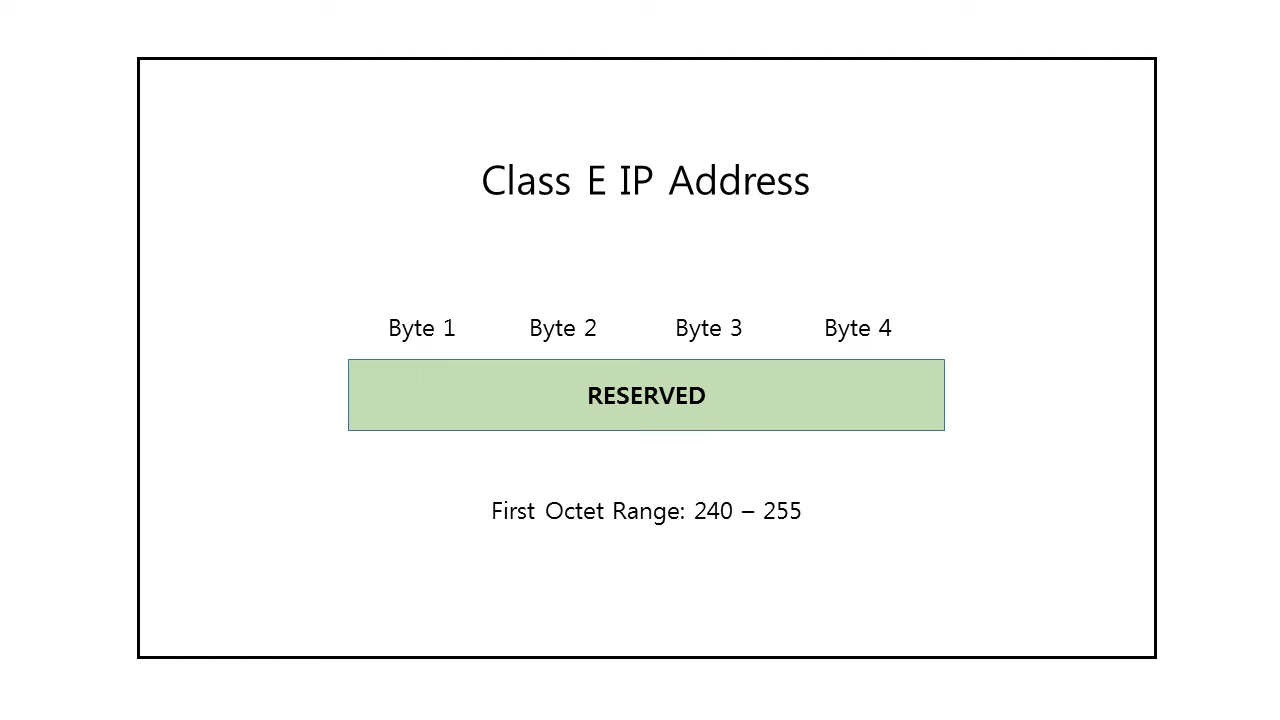 Class E IP Address
Byte 1 Byte 2 Byte 3 Byte 4
RESERVED
First Octet Range: 240 – 255